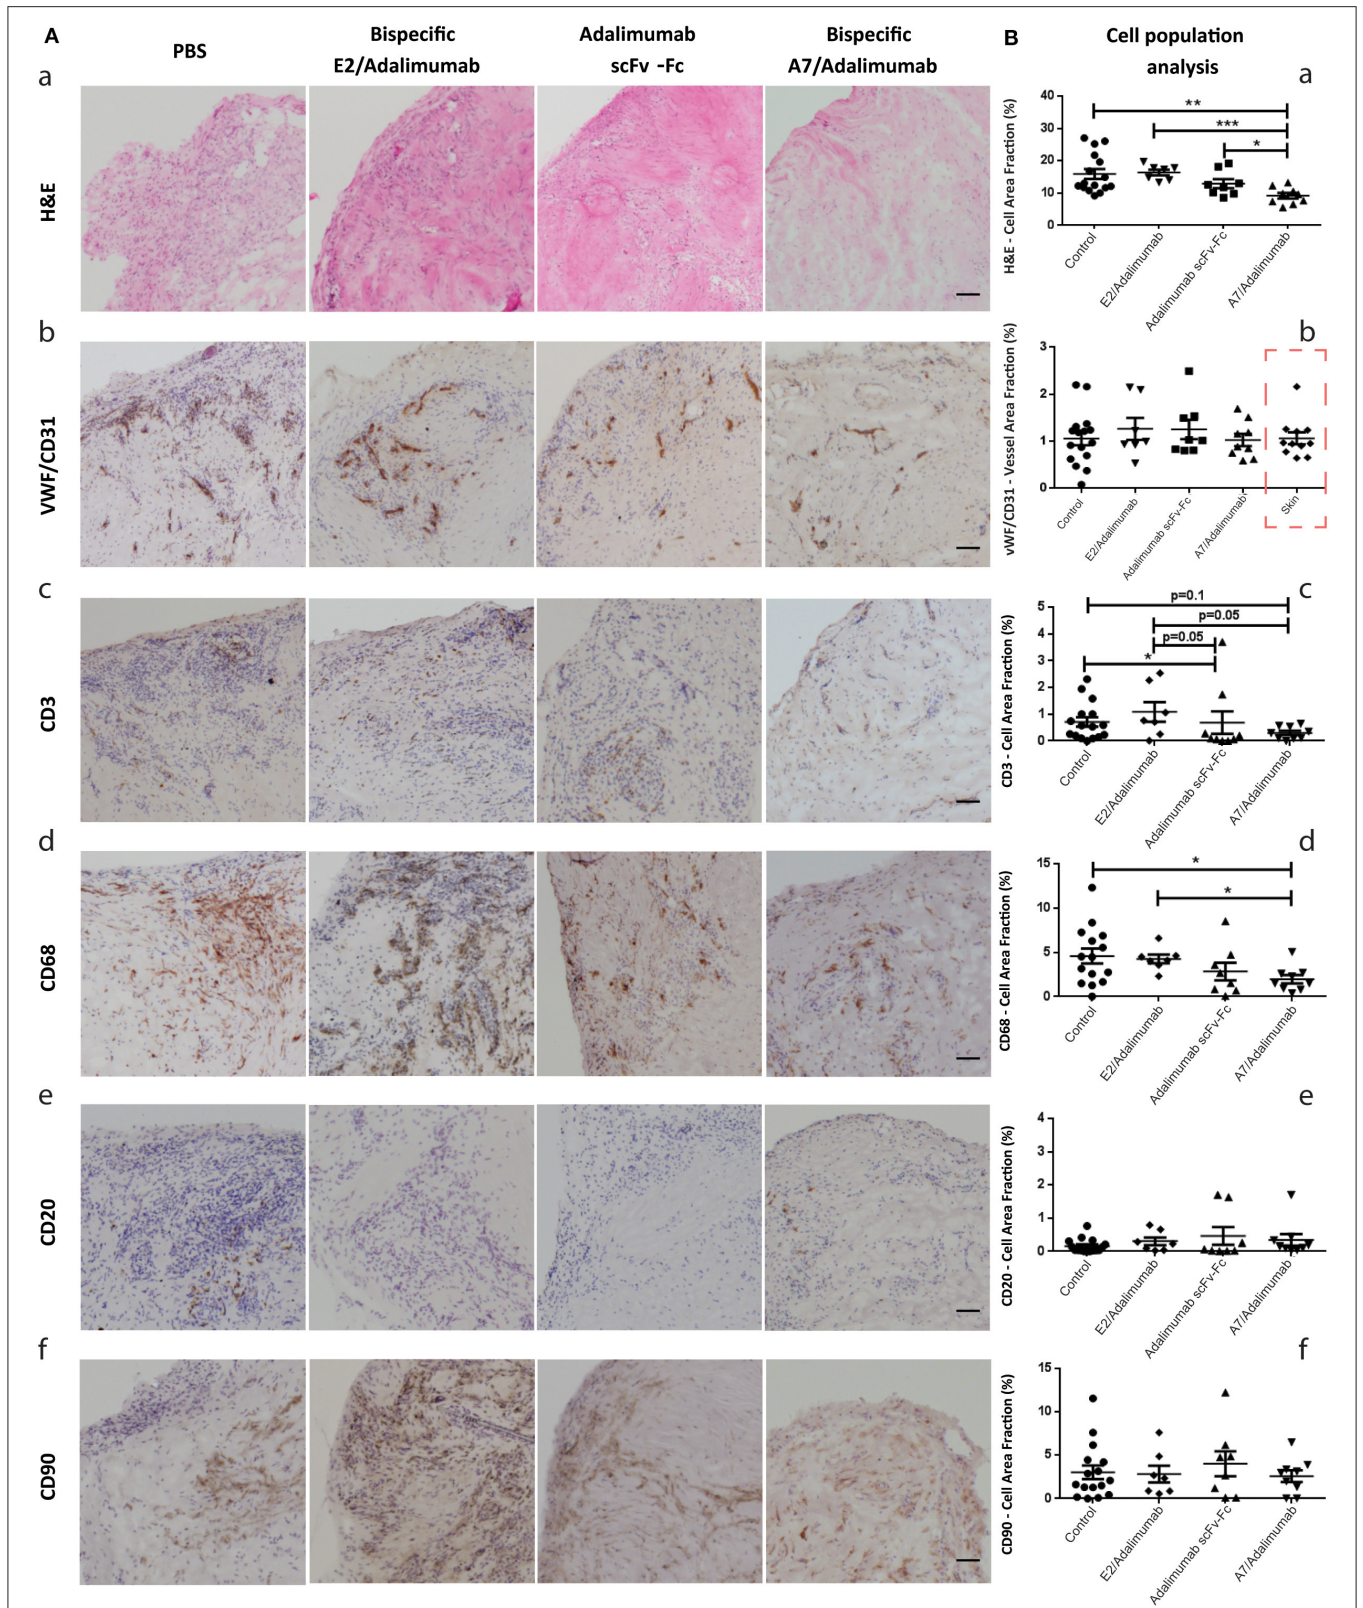 A
PBS
Bispecific
E2/Adalimumab
Adalimumab
scFv -Fc
Bispecific
A7/Adalimumab
B
Cell population
analysis
a
H&E
a
H&E - Cell Area Fraction (%)
40
30
20
10
0
**
***
*
Control
E2/Adalimumab
Adalimumab scFv-Fc
A7/Adalimumab
b
VWF/CD31
b
vWF/CD31 - Vessel Area Fraction (%)
3
2
1
0
Control
E2/Adalimumab
Adalimumab scFv-Fc
A7/Adalimumab
Skin
c
CD3
c
CD3 - Cell Area Fraction (%)
5
4
3
2
1
0
p=0.1
p=0.05
p=0.05
*
Control
E2/Adalimumab
Adalimumab scFv-Fc
A7/Adalimumab
d
CD68
d
CD68 - Cell Area Fraction (%)
15
10
5
0
*
*
Control
E2/Adalimumab
Adalimumab scFv-Fc
A7/Adalimumab
e
CD20
e
CD20 - Cell Area Fraction (%)
4
3
2
1
0
Control
E2/Adalimumab
Adalimumab scFv-Fc
A7/Adalimumab
f
CD90
f
CD90 - Cell Area Fraction (%)
15
10
5
0
Control
E2/Adalimumab
Adalimumab scFv-Fc
A7/Adalimumab